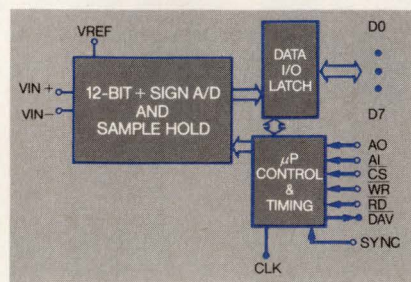 VREF
VIN +
VIN−
12-BIT + SIGN A/D
AND
SAMPLE HOLD
DATA
I/O
LATCH
D0
D7
μP
CONTROL
&
TIMING
AO
AI
CS
WR
RD
DAV
SYNC
CLK